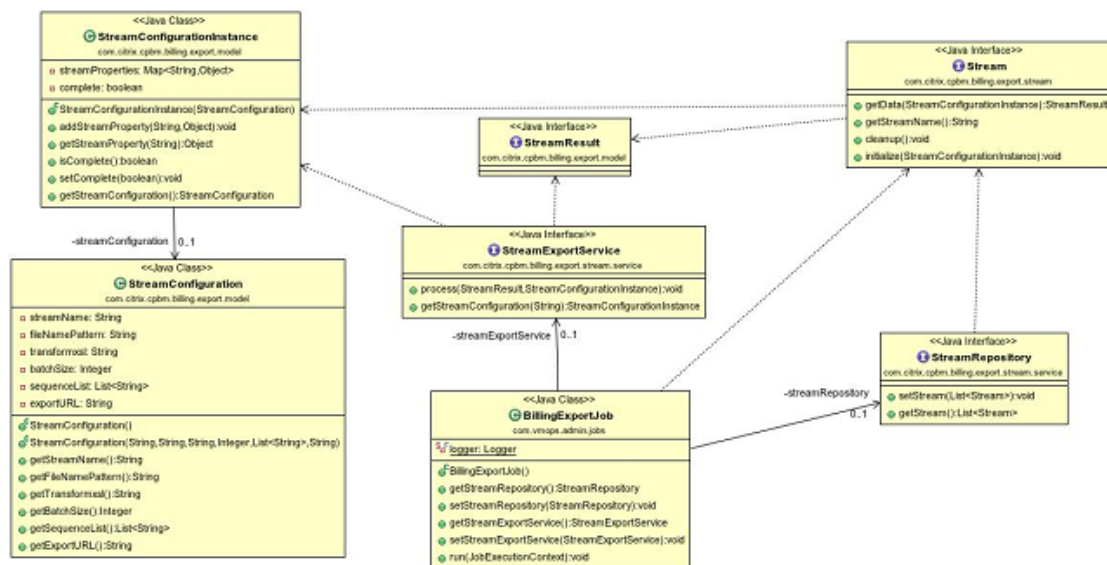 <<Java Class>>
StreamConfigurationInstance
com.citrix.cpbm.billing.export.model
streamProperties: Map<String,Object>
complete: boolean
StreamConfigurationInstance(StreamConfiguration)
addStreamProperty(String,Object):void
getStreamProperty(String):Object
isComplete():boolean
setComplete(boolean):void
getStreamConfiguration():StreamConfiguration
-streamConfiguration 0..1
<<Java Class>>
StreamConfiguration
com.citrix.cpbm.billing.export.model
streamName: String
fileNamePattern: String
transformxsl: String
batchSize: Integer
sequenceList: List<String>
exportURL: String
StreamConfiguration()
StreamConfiguration(String,String,String,Integer,List<String>,String)
getStreamName():String
getFileNamePattern():String
getTransformxsl():String
getBatchSize():Integer
getSequenceList():List<String>
getExportURL():String
<<Java Interface>>
StreamResult
com.citrix.cpbm.billing.export.model
<<Java Interface>>
StreamExportService
com.citrix.cpbm.billing.export.stream.service
process(StreamResult,StreamConfigurationInstance):void
getStreamConfiguration(String):StreamConfigurationInstance
-streamExportService 0..1
<<Java Class>>
BillingExportJob
com.vmops.admin.jobs
logger: Logger
BillingExportJob()
getStreamRepository():StreamRepository
setStreamRepository(StreamRepository):void
getStreamExportService():StreamExportService
setStreamExportService(StreamExportService):void
run(JobExecutionContext):void
<<Java Interface>>
Stream
com.citrix.cpbm.billing.export.stream
getData(StreamConfigurationInstance):StreamResult
getStreamName():String
cleanup():void
initialize(StreamConfigurationInstance):void
-streamRepository
0..1
<<Java Interface>>
StreamRepository
com.citrix.cpbm.billing.export.stream.service
setStream(List<Stream>):void
getStream():List<Stream>